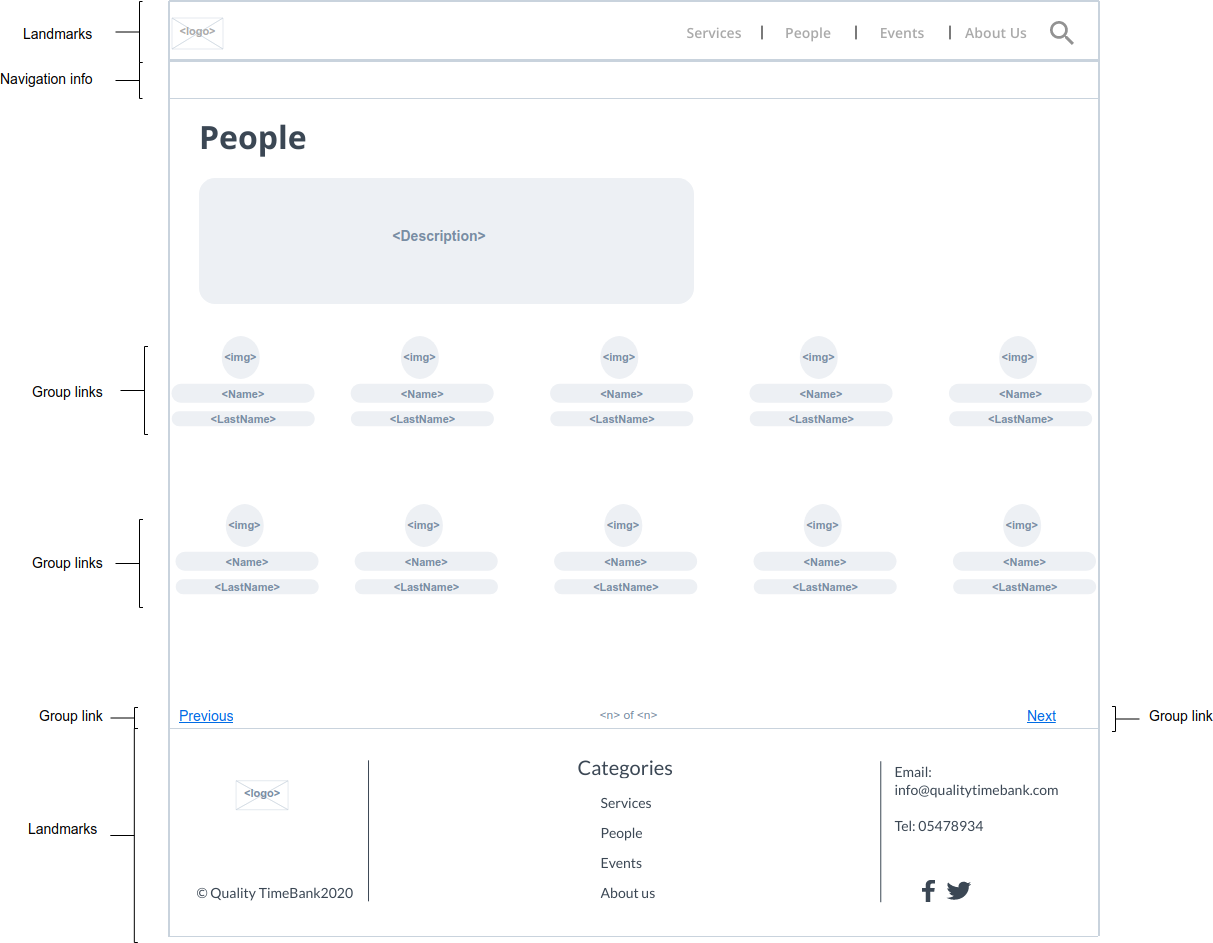 Landmarks
<logo>
Services | People | Events | About Us
Navigation info
People
<Description>
Group links
<img> <img> <img> <img> <img>
<Name> <Name> <Name> <Name> <Name>
<LastName> <LastName> <LastName> <LastName> <LastName>
Group links
<img> <img> <img> <img> <img>
<Name> <Name> <Name> <Name> <Name>
<LastName> <LastName> <LastName> <LastName> <LastName>
Group link
Previous <n> of <n> Next
Group link
Landmarks
<logo>
© Quality TimeBank2020
Categories
Services
People
Events
About us
Email:
info@qualitytimebank.com
Tel: 05478934